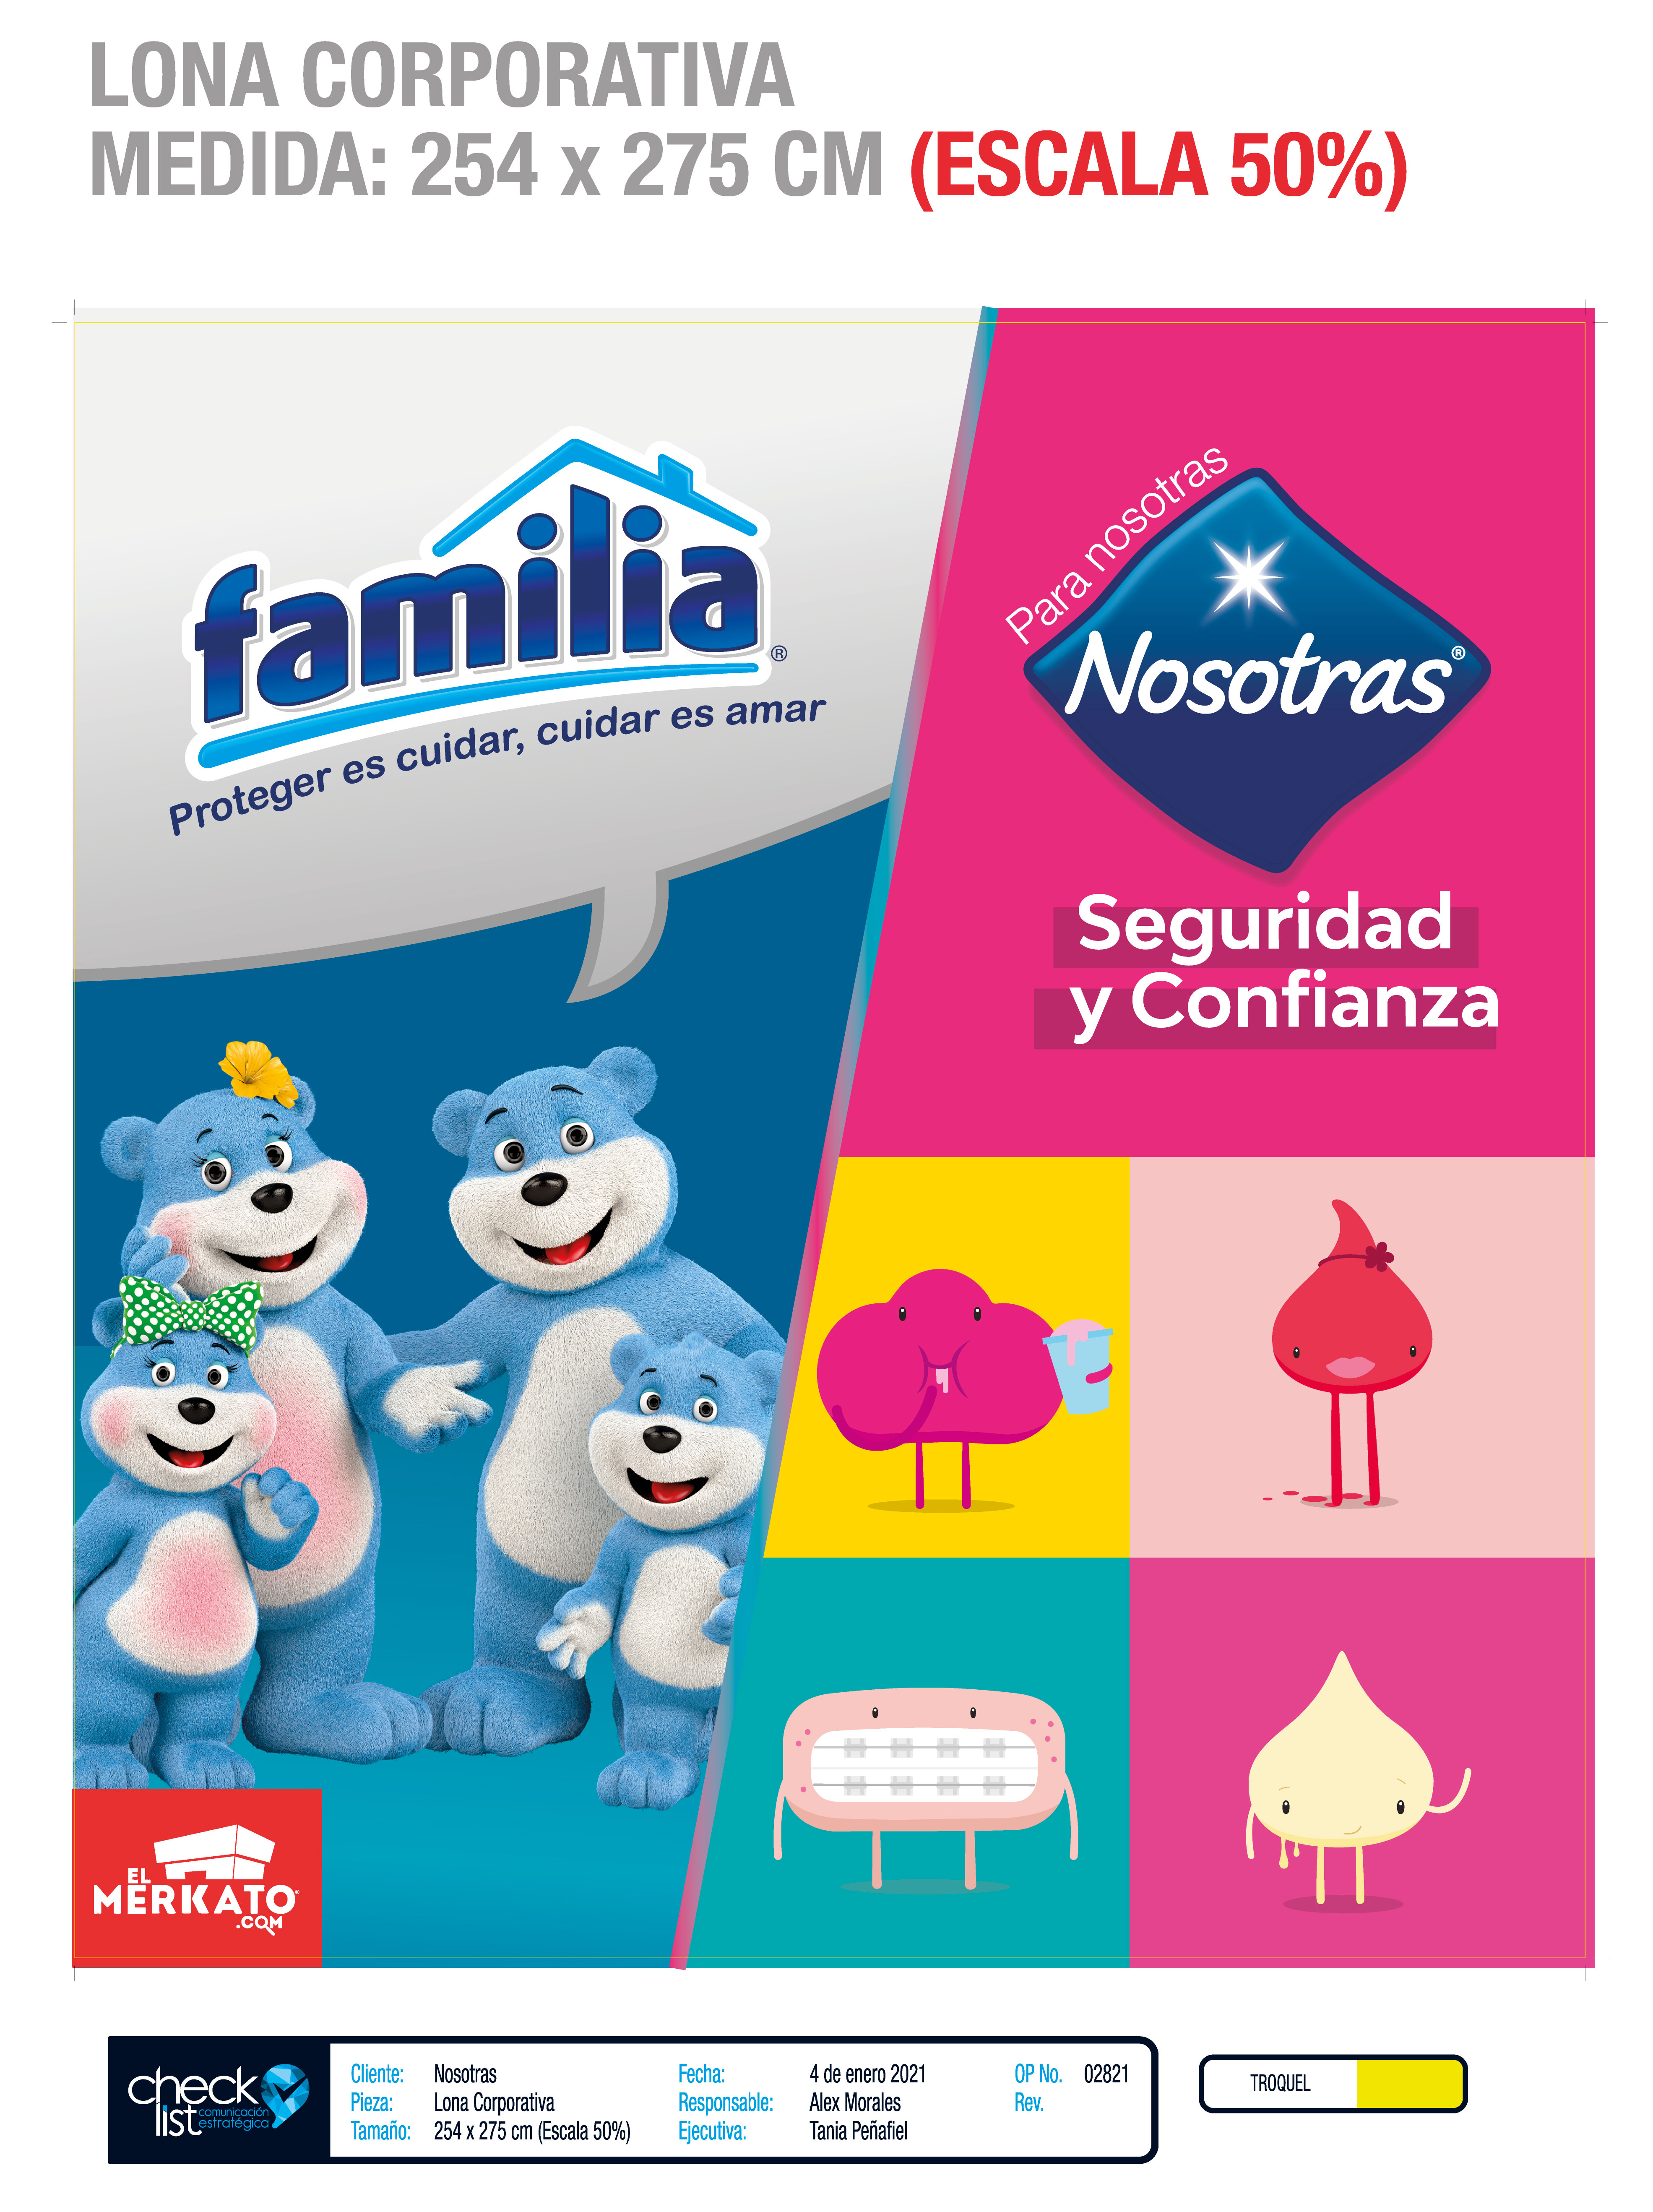 LONA CORPORATIVA
MEDIDA: 254 x 275 CM (ESCALA 50%)
familia®
Proteger es cuidar, cuidar es amar
Para nosotras
Nosotras®
Seguridad
y Confianza
EL
MERKATO®
.COM
check
list comunicación
estratégica
Cliente: Nosotras
Pieza: Lona Corporativa
Tamaño: 254 x 275 cm (Escala 50%)
Fecha: 4 de enero 2021
Responsable: Alex Morales
Ejecutiva: Tania Peñafiel
OP No. 02821
Rev.
TROQUEL